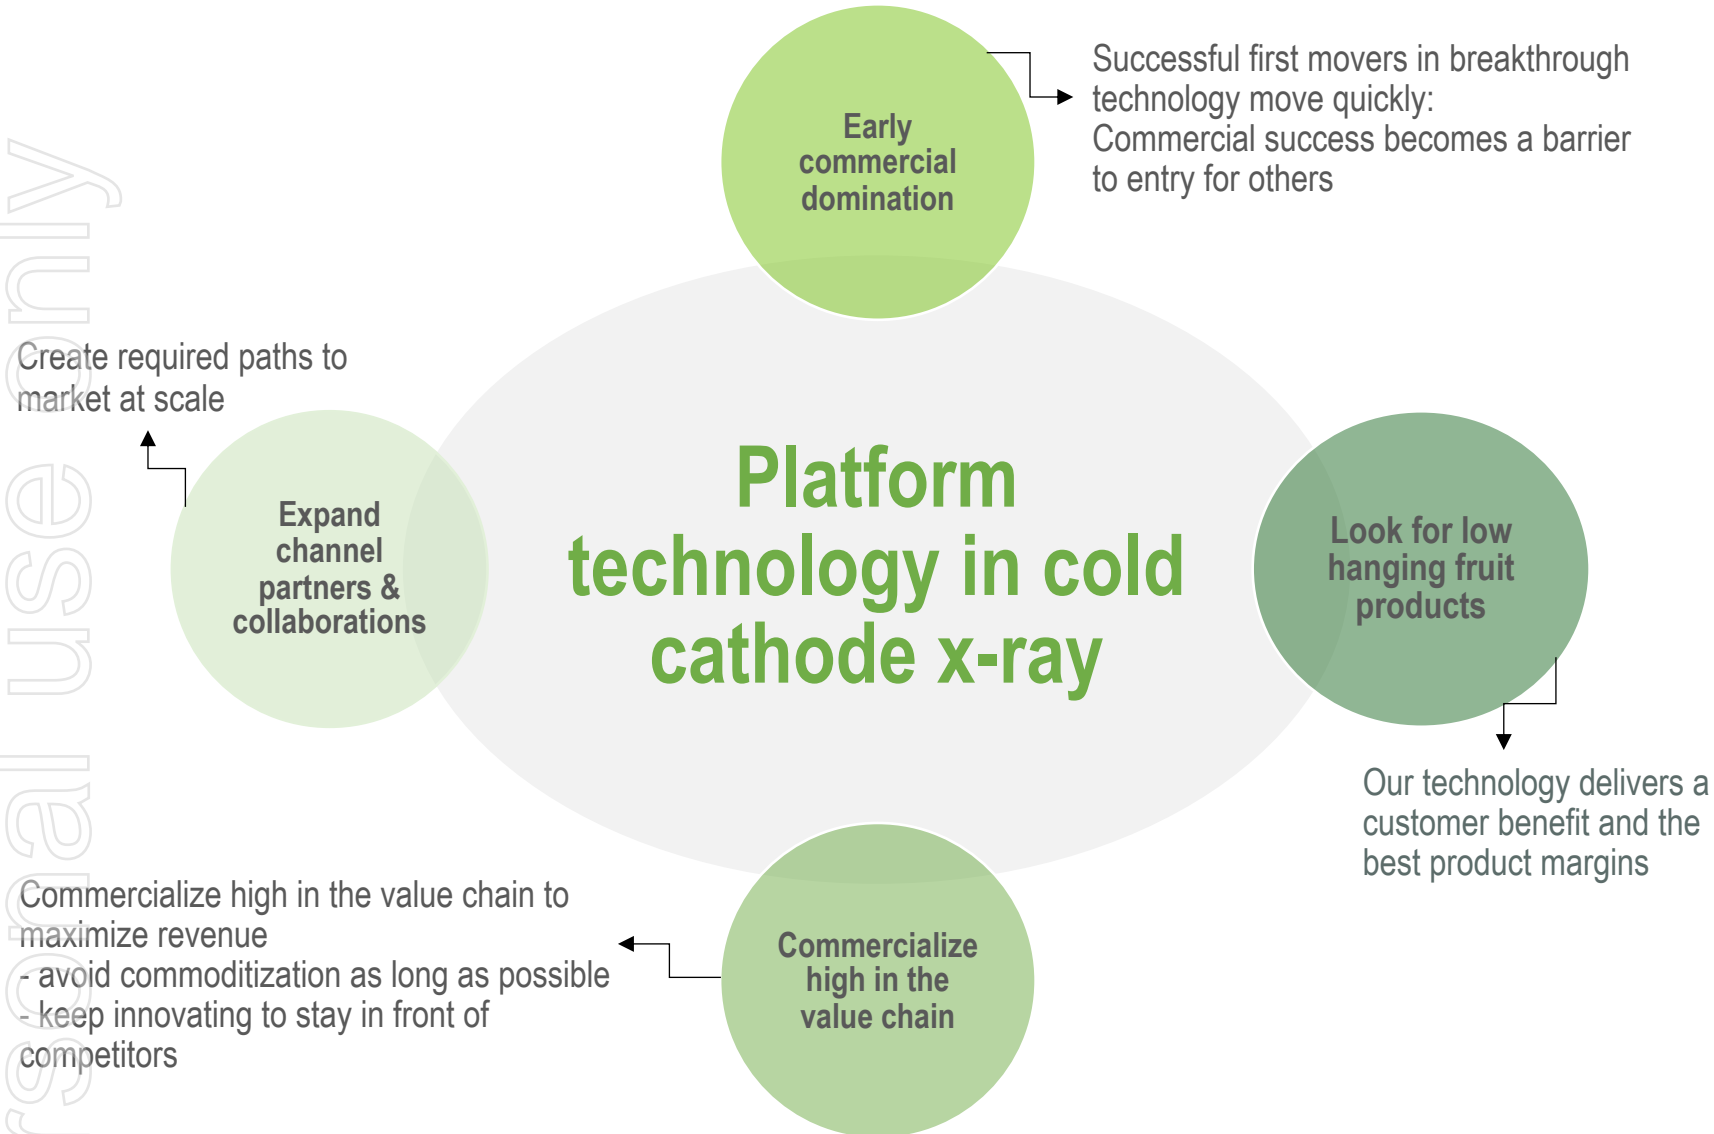 Early
commercial
domination
Successful first movers in breakthrough
technology move quickly:
Commercial success becomes a barrier
to entry for others
Create required paths to
market at scale
Expand
channel
partners &
collaborations
Platform
technology in cold
cathode x-ray
Look for low
hanging fruit
products
Our technology delivers a
customer benefit and the
best product margins
Commercialize high in the value chain to
maximize revenue
- avoid commoditization as long as possible
- keep innovating to stay in front of
competitors
Commercialize
high in the
value chain
rsonal use only